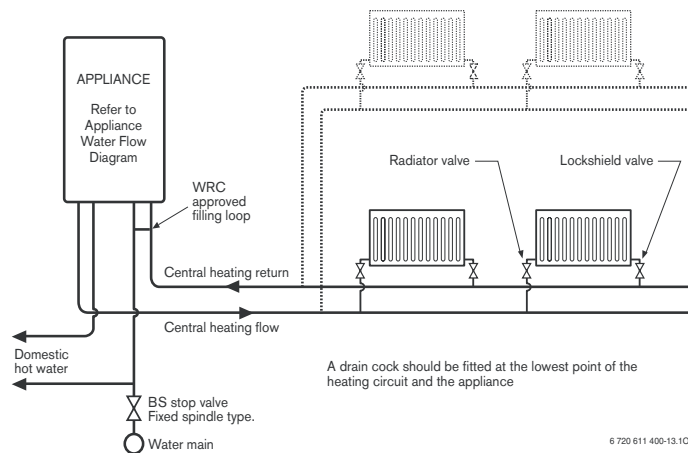 APPLIANCE
Refer to
Appliance
Water Flow
Diagram
WRC
approved
filling loop
Radiator valve
Lockshield valve
Central heating return
Central heating flow
Domestic
hot water
A drain cock should be fitted at the lowest point of the
heating circuit and the appliance
BS stop valve
Fixed spindle type.
Water main
6 720 611 400-13.1O